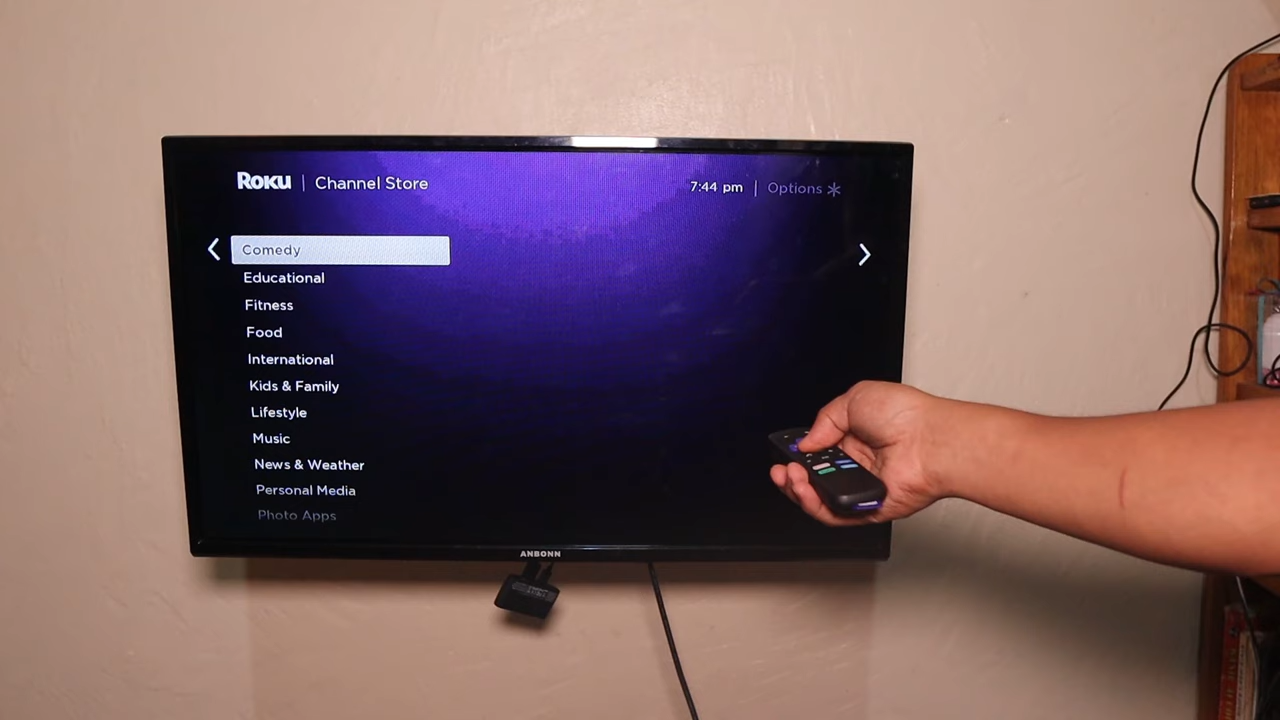 Roku | Channel Store
7:44 pm | Options *
Comedy
Educational
Fitness
Food
International
Kids & Family
Lifestyle
Music
News & Weather
Personal Media
Photo Apps
ANBONN